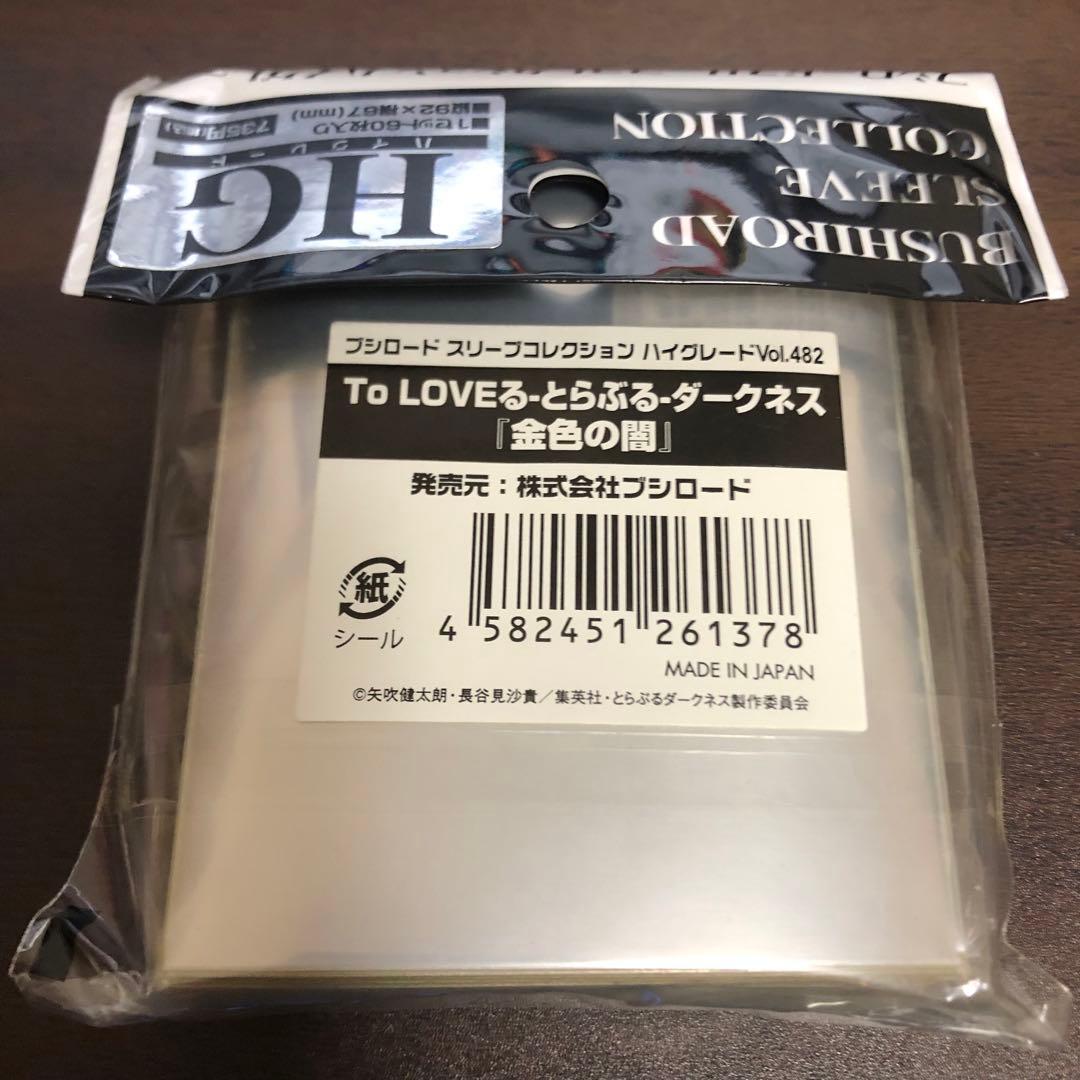 BUSHIROAD
SLEEVE
COLLECTION
HG
ハイグレード
735円(税込)
■1セット60枚入り
■縦92×横67(mm)
ブシロード スリーブコレクション ハイグレードVol.482
To LOVEる-とらぶる-ダークネス
『金色の闇』
発売元：株式会社ブシロード
紙
シール
4 582451 261378
MADE IN JAPAN
©矢吹健太朗・長谷見沙貴／集英社・とらぶるダークネス製作委員会